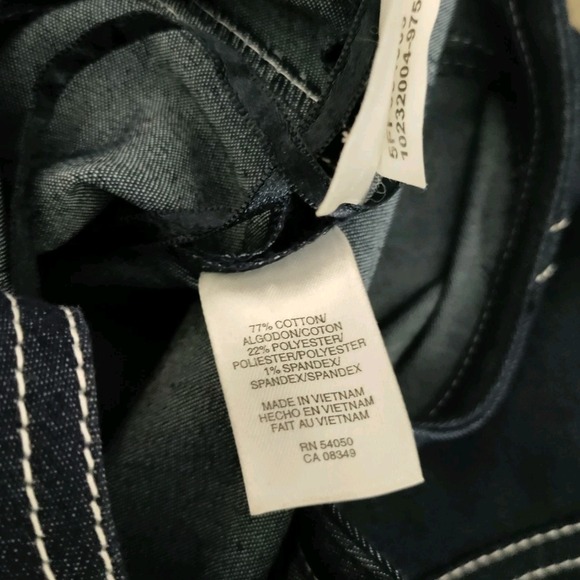 10232004-975
77% COTTON/
ALGODON/COTON
22% POLYESTER/
POLIESTER/POLYESTER
1% SPANDEX/
SPANDEX/SPANDEX
MADE IN VIETNAM
HECHO EN VIETNAM
FAIT AU VIETNAM
RN 54050
CA 08349